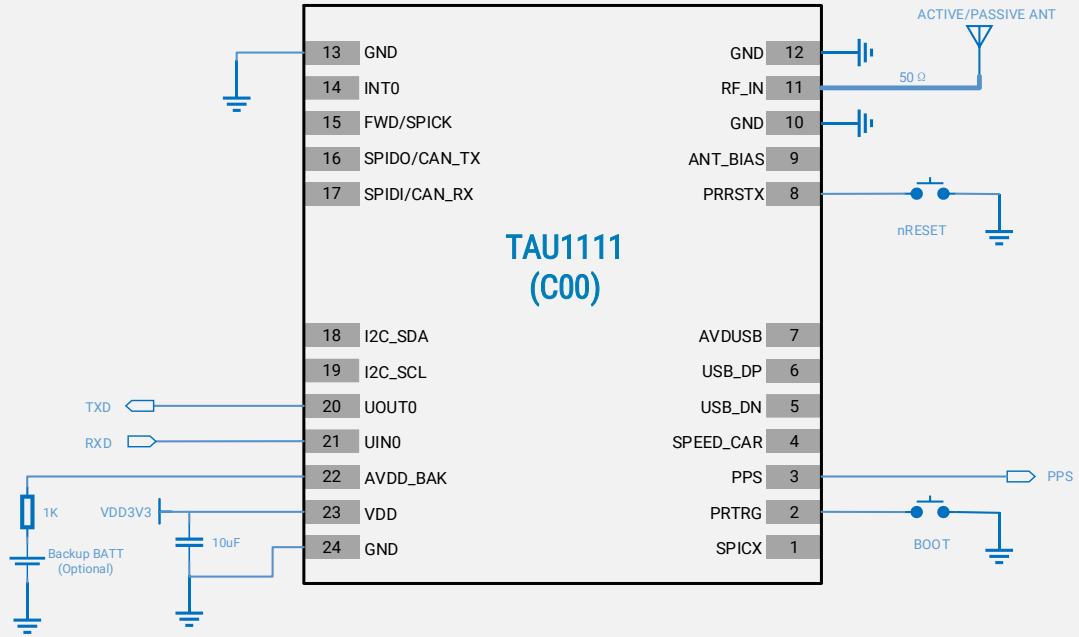 ACTIVE/PASSIVE ANT
13 GND
GND 12
14 INT0
RF_IN 11
50 Ω
15 FWD/SPICK
GND 10
16 SPIDO/CAN_TX
ANT_BIAS 9
17 SPIDI/CAN_RX
PRRSTX 8
nRESET
TAU1111
(C00)
18 I2C_SDA
AVDUSB 7
19 I2C_SCL
USB_DP 6
TXD
20 UOUT0
USB_DN 5
RXD
21 UIN0
SPEED_CAR 4
22 AVDD_BAK
PPS 3
PPS
1K
VDD3V3
23 VDD
PRTRG 2
BOOT
10uF
24 GND
SPICX 1
Backup BATT
(Optional)